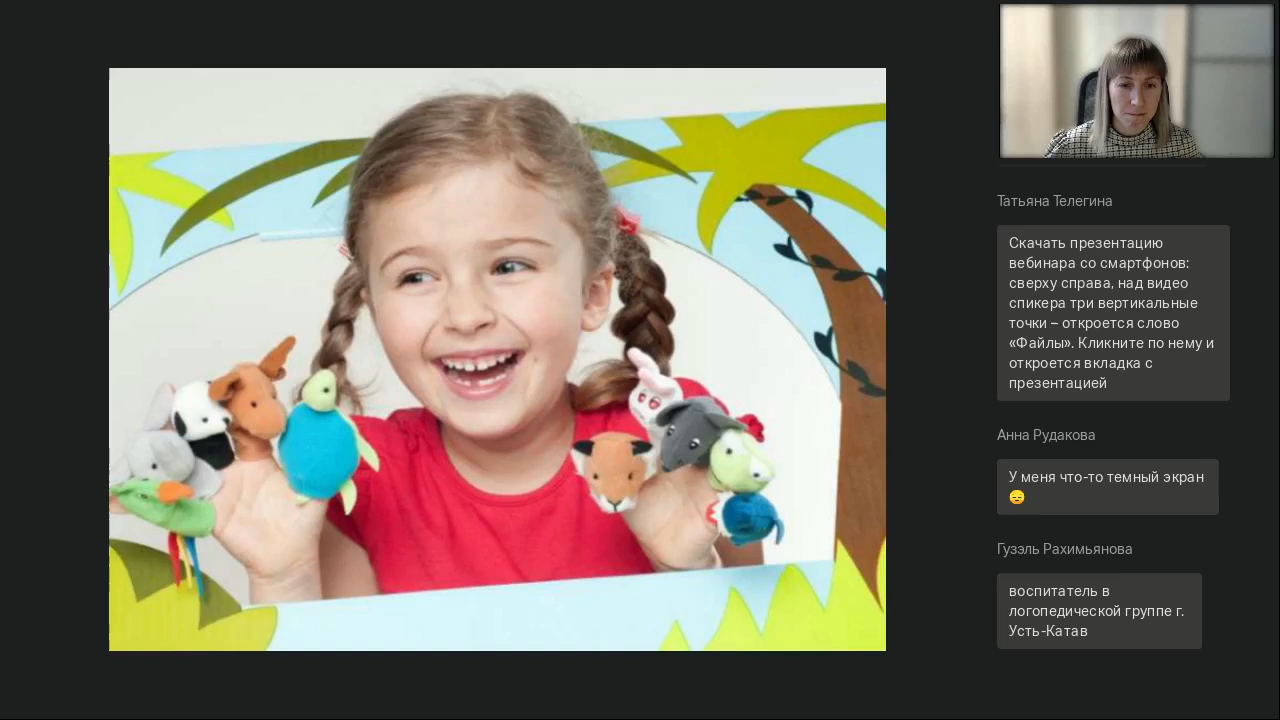 Татьяна Телегина
Скачать презентацию
вебинара со смартфонов:
сверху справа, над видео
спикера три вертикальные
точки – откроется слово
«Файлы». Кликните по нему и
откроется вкладка с
презентацией
Анна Рудакова
У меня что-то темный экран
😑
Гузэль Рахимьянова
воспитатель в
логопедической группе г.
Усть-Катав